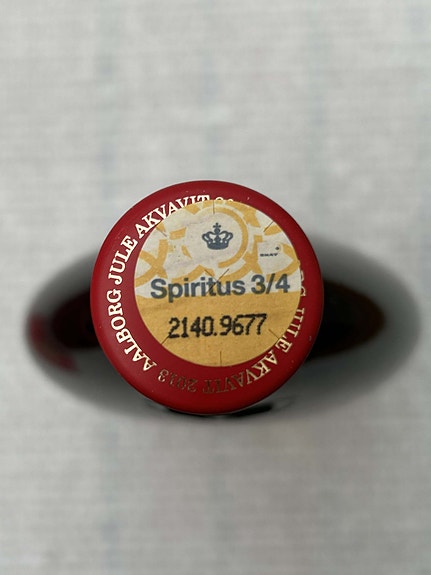 AALBORG JULE AKVAVIT
JULE AKVAVIT 2013
Spiritus 3/4
2140.9677